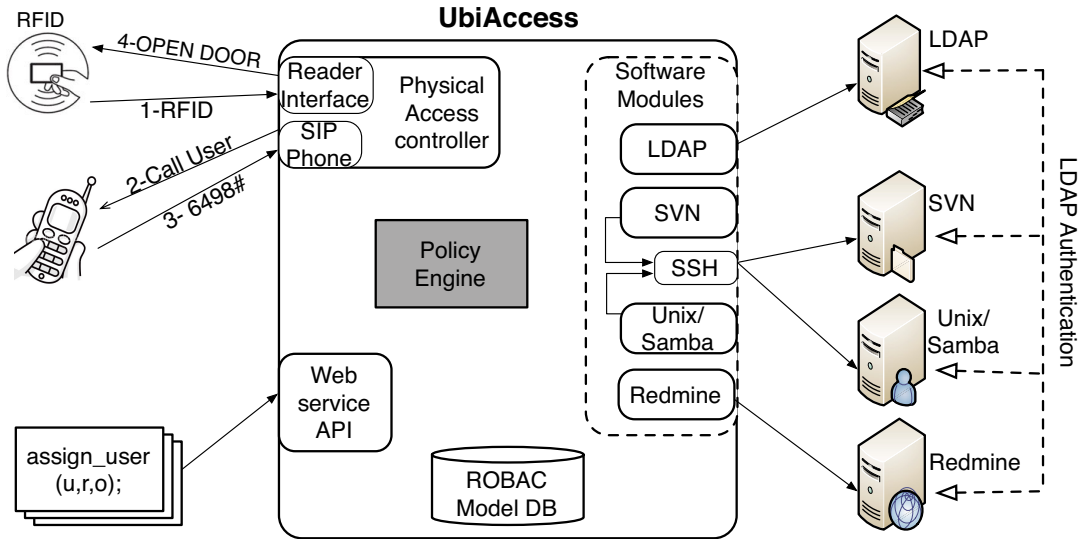 UbiAccess
RFID
4-OPEN DOOR
1-RFID
Reader
Interface
Physical
Access
controller
SIP
Phone
2-Call User
3- 6498#
Policy
Engine
Web
service
API
assign_user
(u,r,o);
ROBAC
Model DB
Software
Modules
LDAP
SVN
SSH
Unix/
Samba
Redmine
LDAP
SVN
Unix/
Samba
Redmine
LDAP Authentication